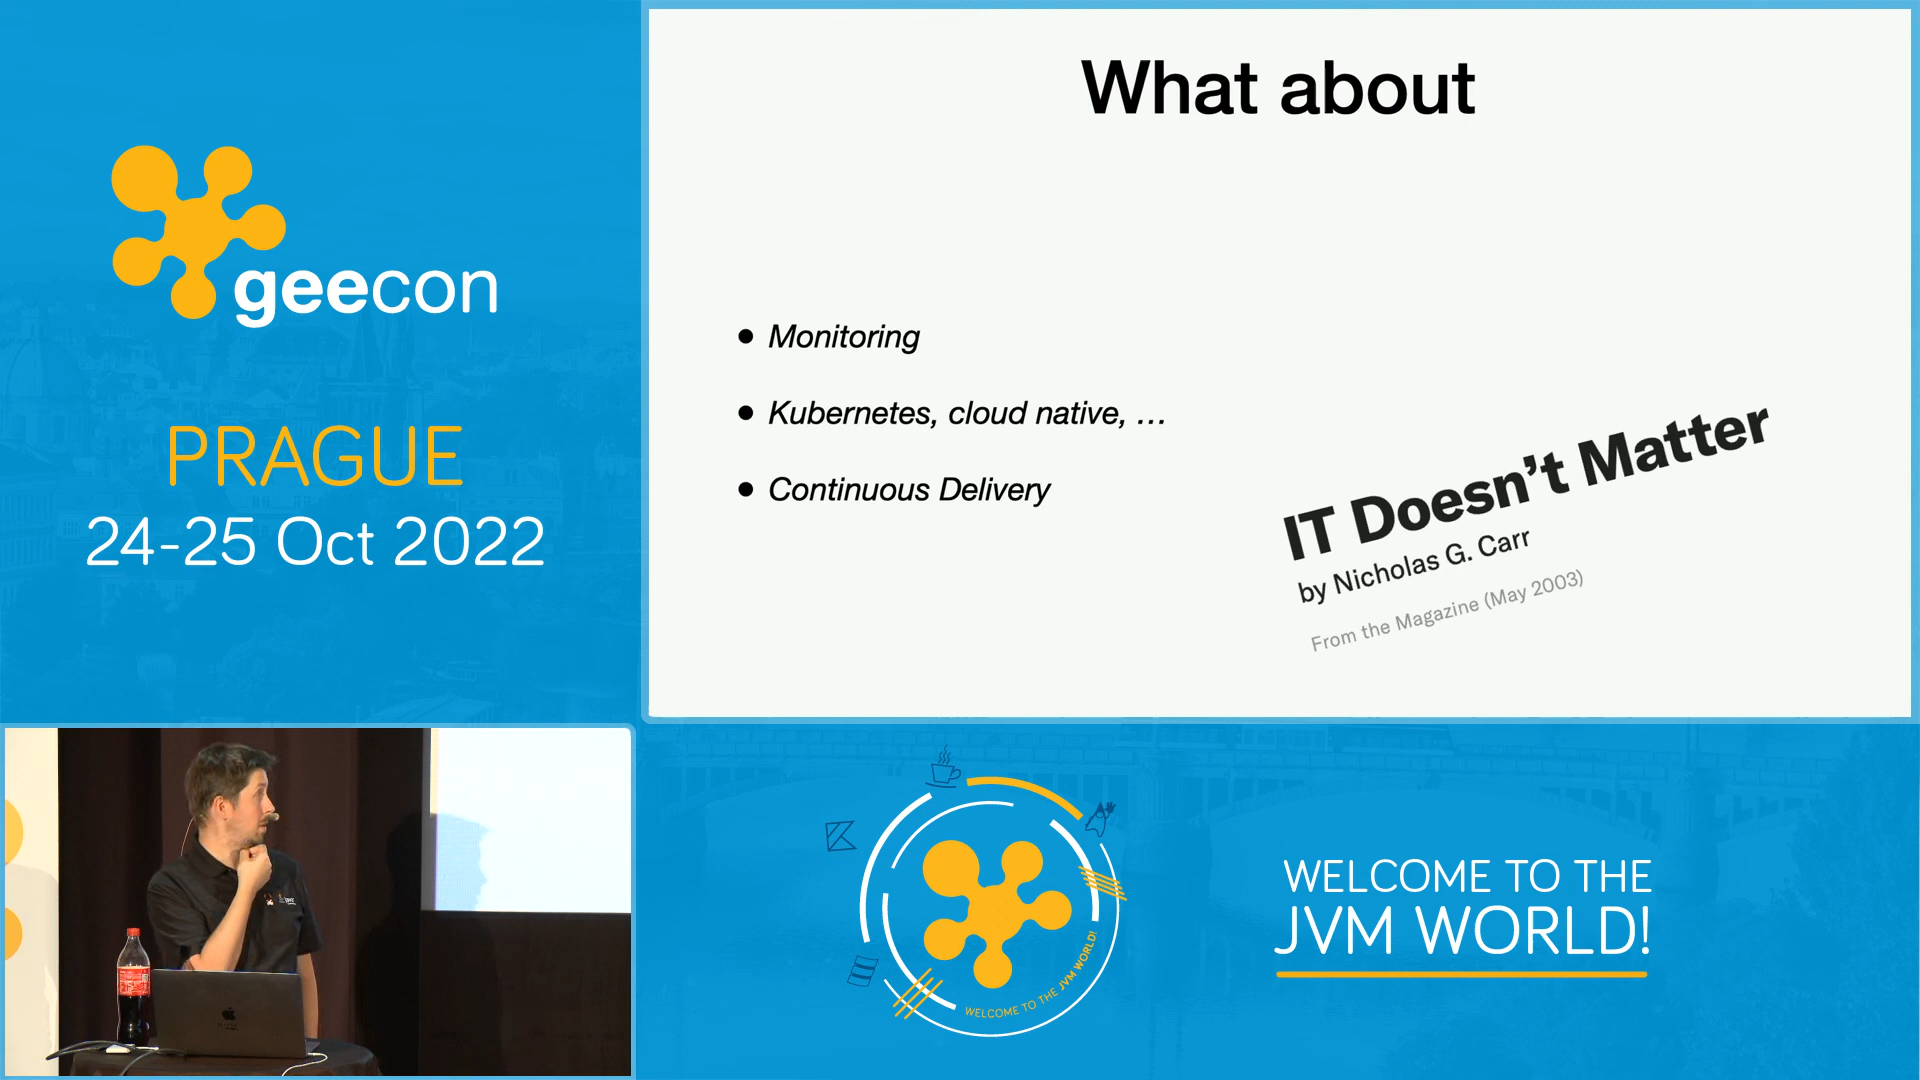 geecon
PRAGUE
24-25 Oct 2022
What about
• Monitoring
• Kubernetes, cloud native, …
• Continuous Delivery
IT Doesn’t Matter
by Nicholas G. Carr
From the Magazine (May 2003)
WELCOME TO THE JVM WORLD!
WELCOME TO THE
JVM WORLD!